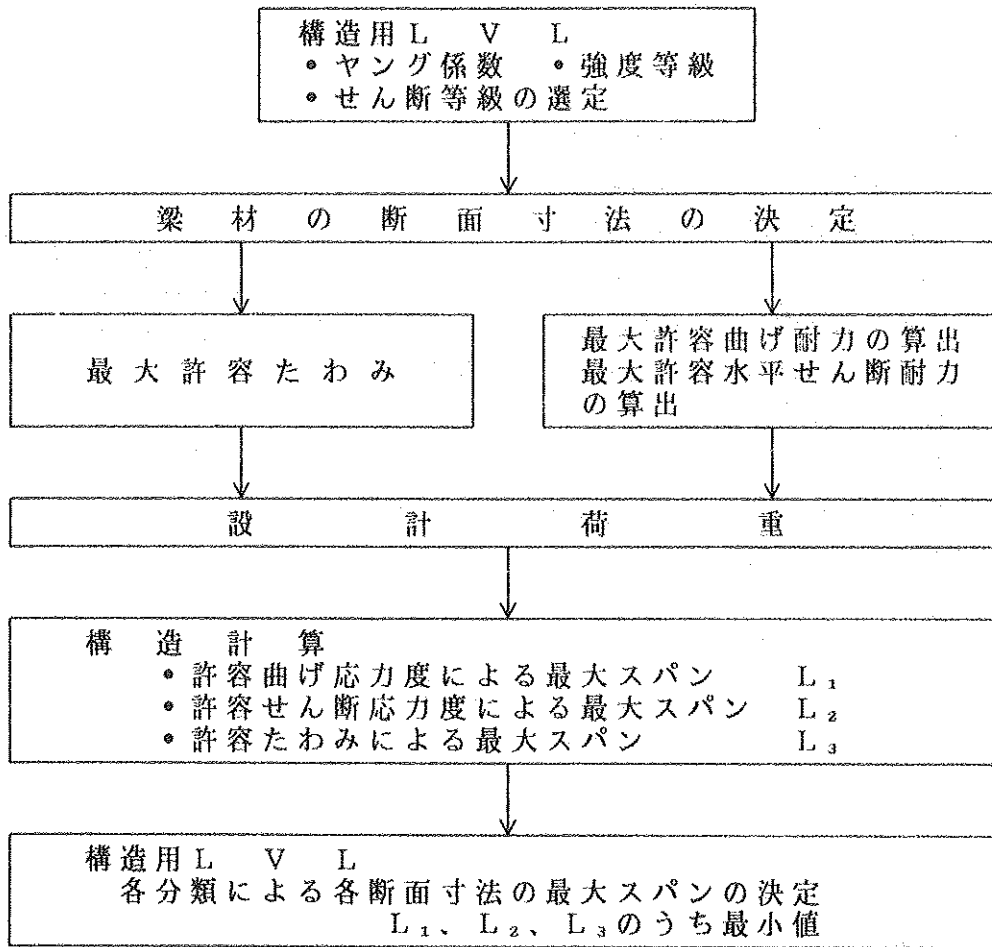 構造用L V L
• ヤング係数 • 強度等級
• せん断等級の選定
梁材の断面寸法の決定
最大許容たわみ
最大許容曲げ耐力の算出
最大許容水平せん断耐力
の算出
設計荷重
構造計算
• 許容曲げ応力度による最大スパン L₁
• 許容せん断応力度による最大スパン L₂
• 許容たわみによる最大スパン L₃
構造用L V L
各分類による各断面寸法の最大スパンの決定
L₁、L₂、L₃のうち最小値